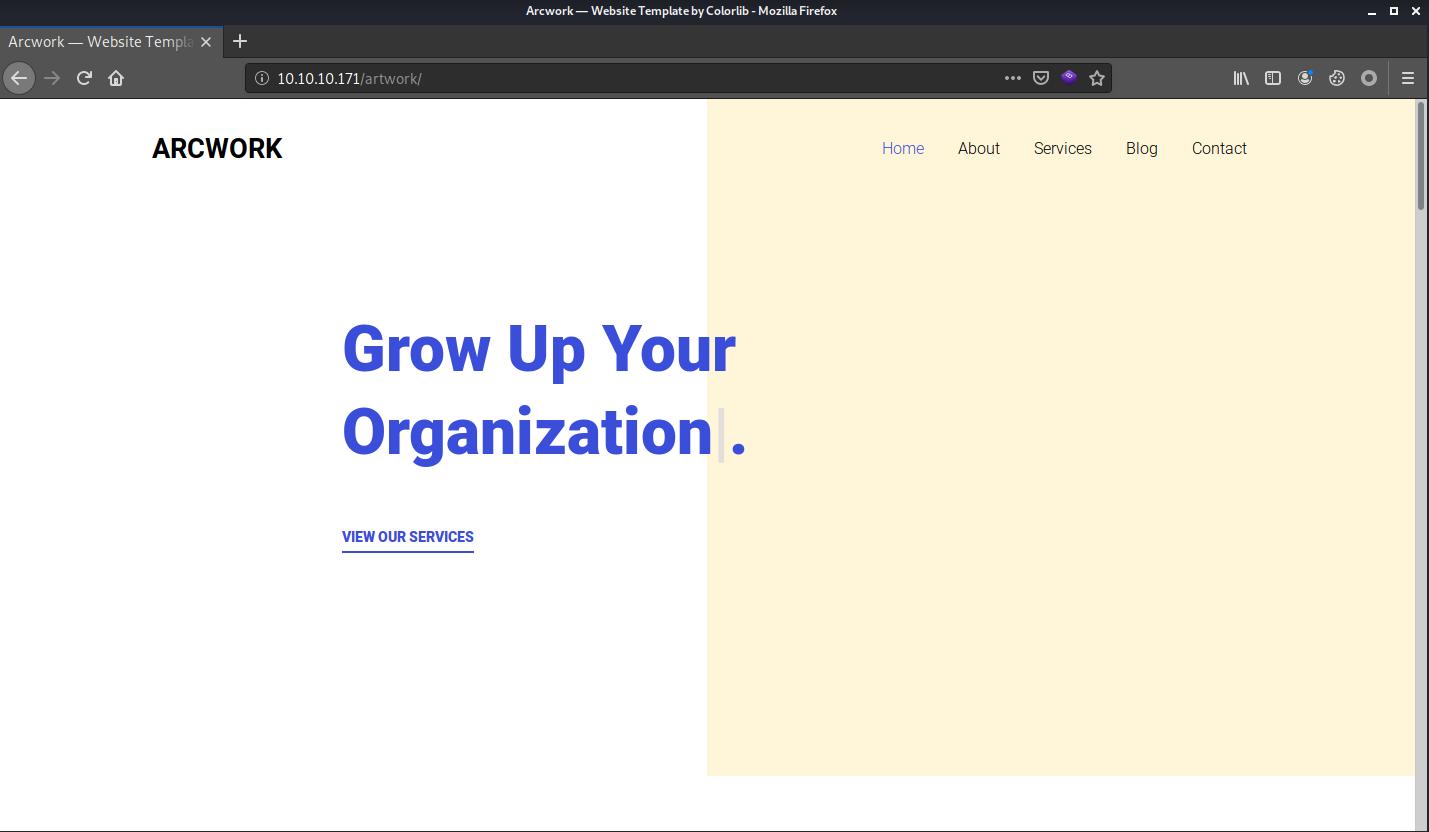 Arcwork — Website Template by Colorlib - Mozilla Firefox
Arcwork — Website Templa
10.10.10.171/artwork/
ARCWORK
Home About Services Blog Contact
Grow Up Your
Organization|.
VIEW OUR SERVICES